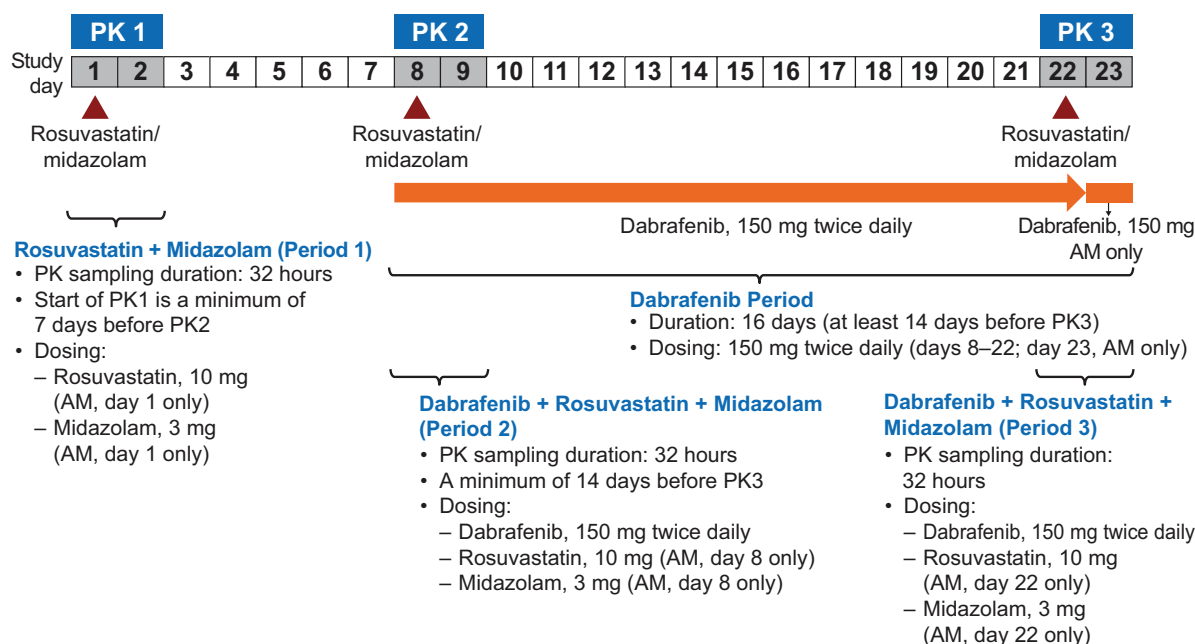 PK 1
PK 2
PK 3
Study
day
1 2 3 4 5 6 7 8 9 10 11 12 13 14 15 16 17 18 19 20 21 22 23
Rosuvastatin/
midazolam
Rosuvastatin/
midazolam
Rosuvastatin/
midazolam
Dabrafenib, 150 mg twice daily
Dabrafenib, 150 mg
AM only
Rosuvastatin + Midazolam (Period 1)
• PK sampling duration: 32 hours
• Start of PK1 is a minimum of
7 days before PK2
• Dosing:
– Rosuvastatin, 10 mg
(AM, day 1 only)
– Midazolam, 3 mg
(AM, day 1 only)
Dabrafenib Period
• Duration: 16 days (at least 14 days before PK3)
• Dosing: 150 mg twice daily (days 8–22; day 23, AM only)
Dabrafenib + Rosuvastatin + Midazolam
(Period 2)
• PK sampling duration: 32 hours
• A minimum of 14 days before PK3
• Dosing:
– Dabrafenib, 150 mg twice daily
– Rosuvastatin, 10 mg (AM, day 8 only)
– Midazolam, 3 mg (AM, day 8 only)
Dabrafenib + Rosuvastatin +
Midazolam (Period 3)
• PK sampling duration:
32 hours
• Dosing:
– Dabrafenib, 150 mg twice daily
– Rosuvastatin, 10 mg
(AM, day 22 only)
– Midazolam, 3 mg
(AM, day 22 only)